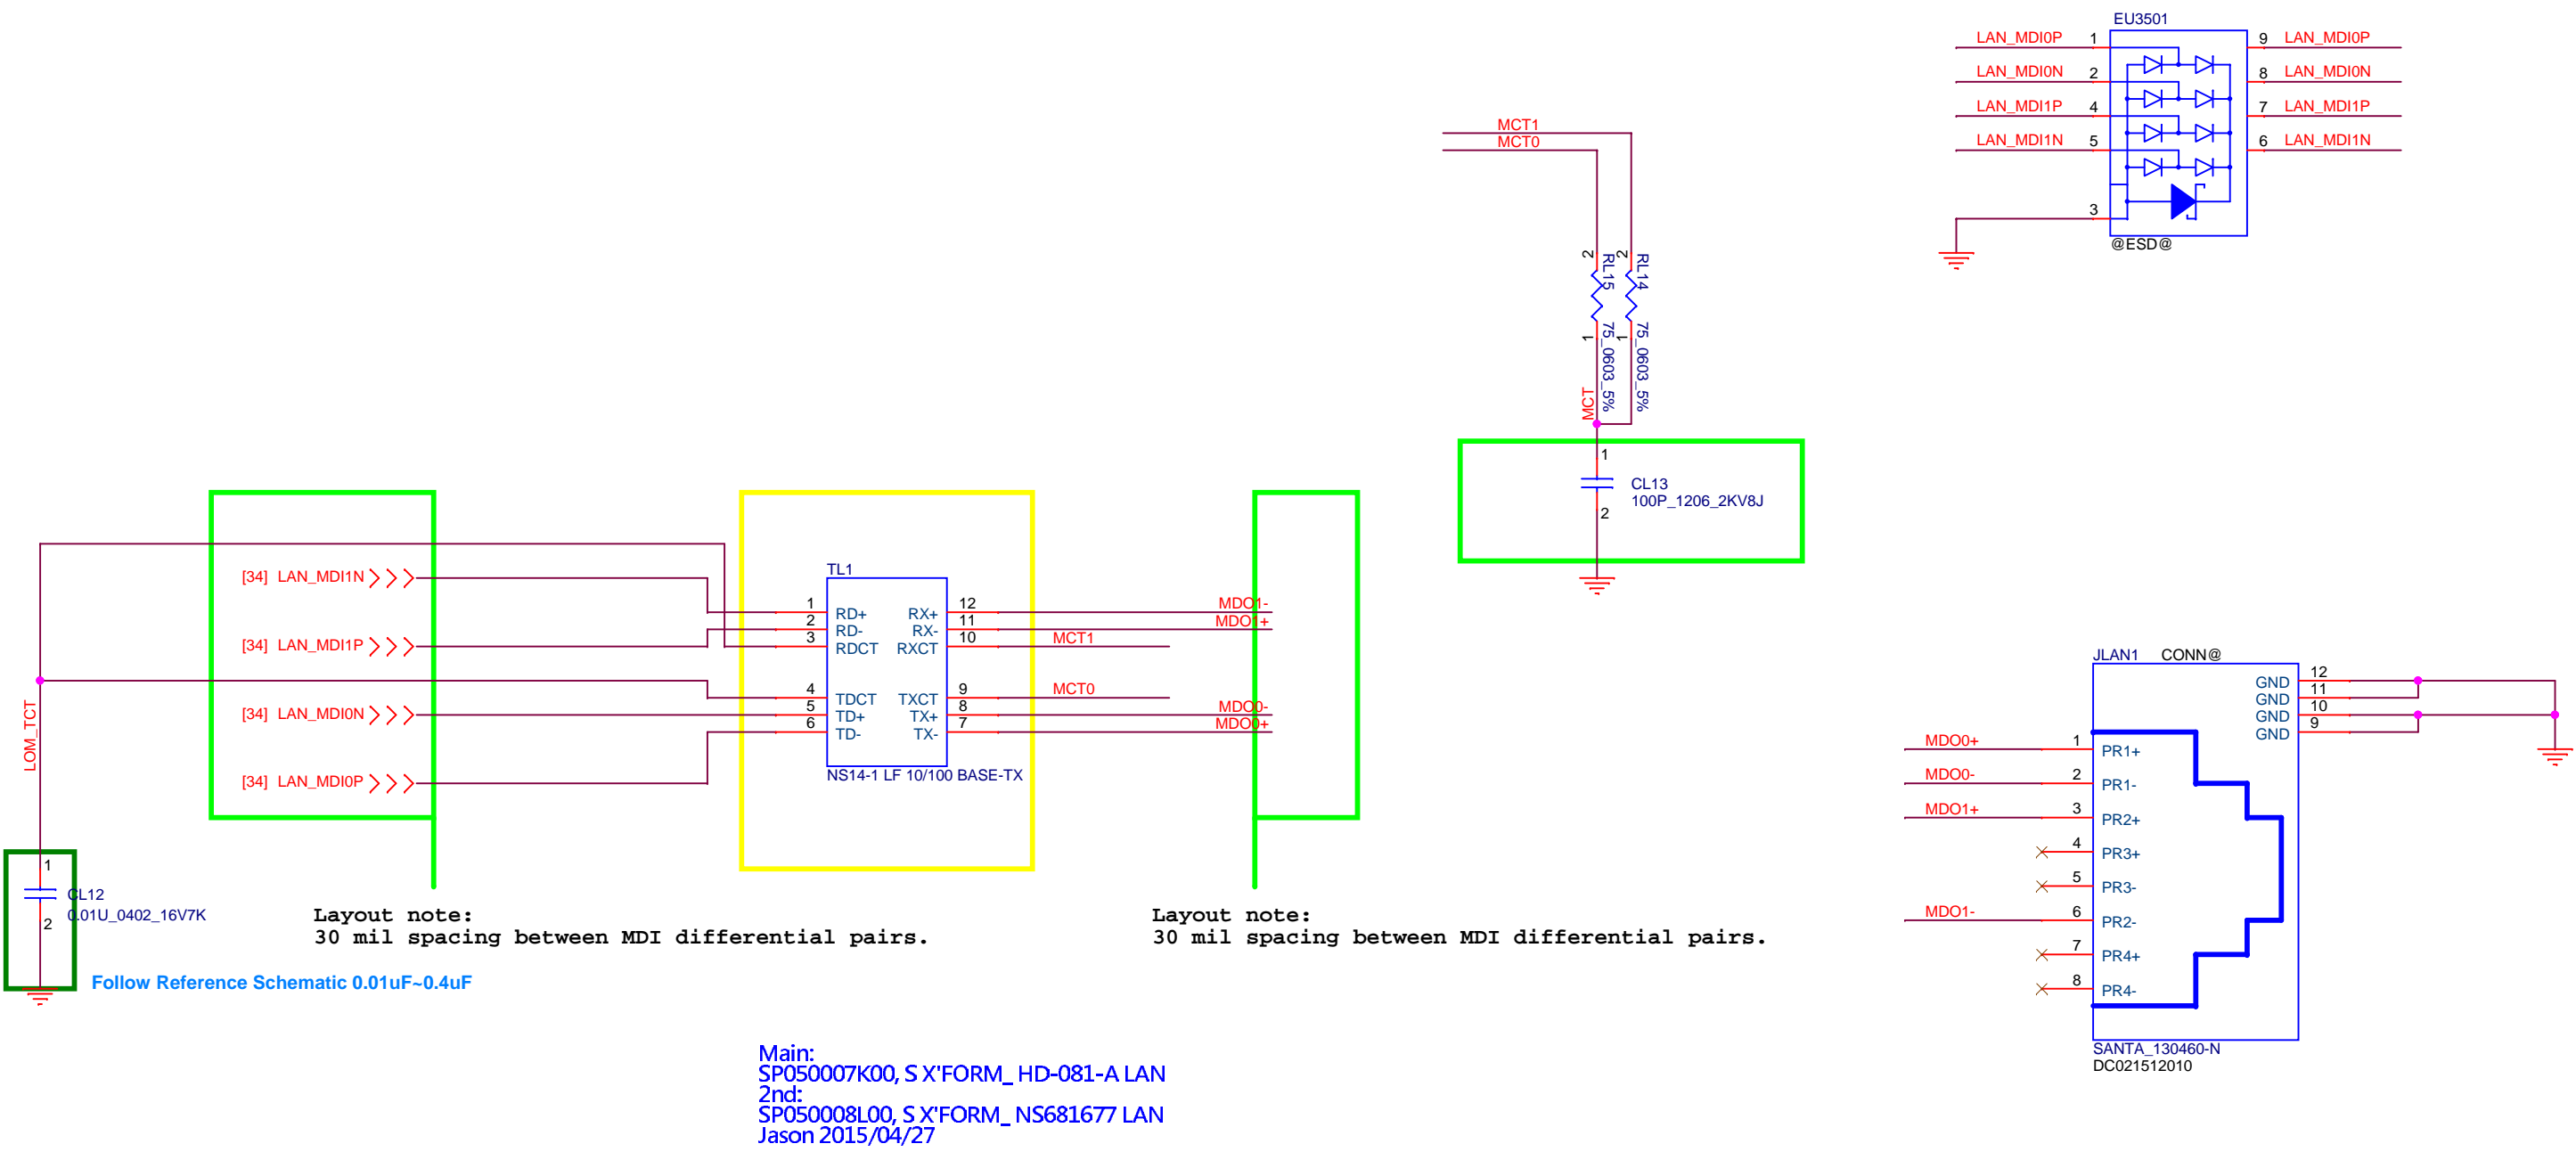 EU3501
LAN_MDI0P 1 9 LAN_MDI0P
LAN_MDI0N 2 8 LAN_MDI0N
LAN_MDI1P 4 7 LAN_MDI1P
LAN_MDI1N 5 6 LAN_MDI1N
3
@ESD@
MCT1
MCT0
2 RL15 2 RL14
1 75_0603_5% 1 75_0603_5%
MCT
1
CL13
100P_1206_2KV8J
2
[34] LAN_MDI1N
[34] LAN_MDI1P
[34] LAN_MDI0N
[34] LAN_MDI0P
LOM_TCT
TL1
1 RD+ RX+ 12 MDO1-
2 RD- RX- 11 MDO1+
3 RDCT RXCT 10 MCT1
4 TDCT TXCT 9 MCT0
5 TD+ TX+ 8 MDO0-
6 TD- TX- 7 MDO0+
NS14-1 LF 10/100 BASE-TX
1
CL12
0.01U_0402_16V7K
2
Layout note:
30 mil spacing between MDI differential pairs.
Layout note:
30 mil spacing between MDI differential pairs.
Follow Reference Schematic 0.01uF~0.4uF
JLAN1 CONN@
GND 12
GND 11
GND 10
GND 9
MDO0+ 1 PR1+
MDO0- 2 PR1-
MDO1+ 3 PR2+
4 PR3+
5 PR3-
MDO1- 6 PR2-
7 PR4+
8 PR4-
SANTA_130460-N
DC021512010
Main:
SP050007K00, S X'FORM_ HD-081-A LAN
2nd:
SP050008L00, S X'FORM_ NS681677 LAN
Jason 2015/04/27